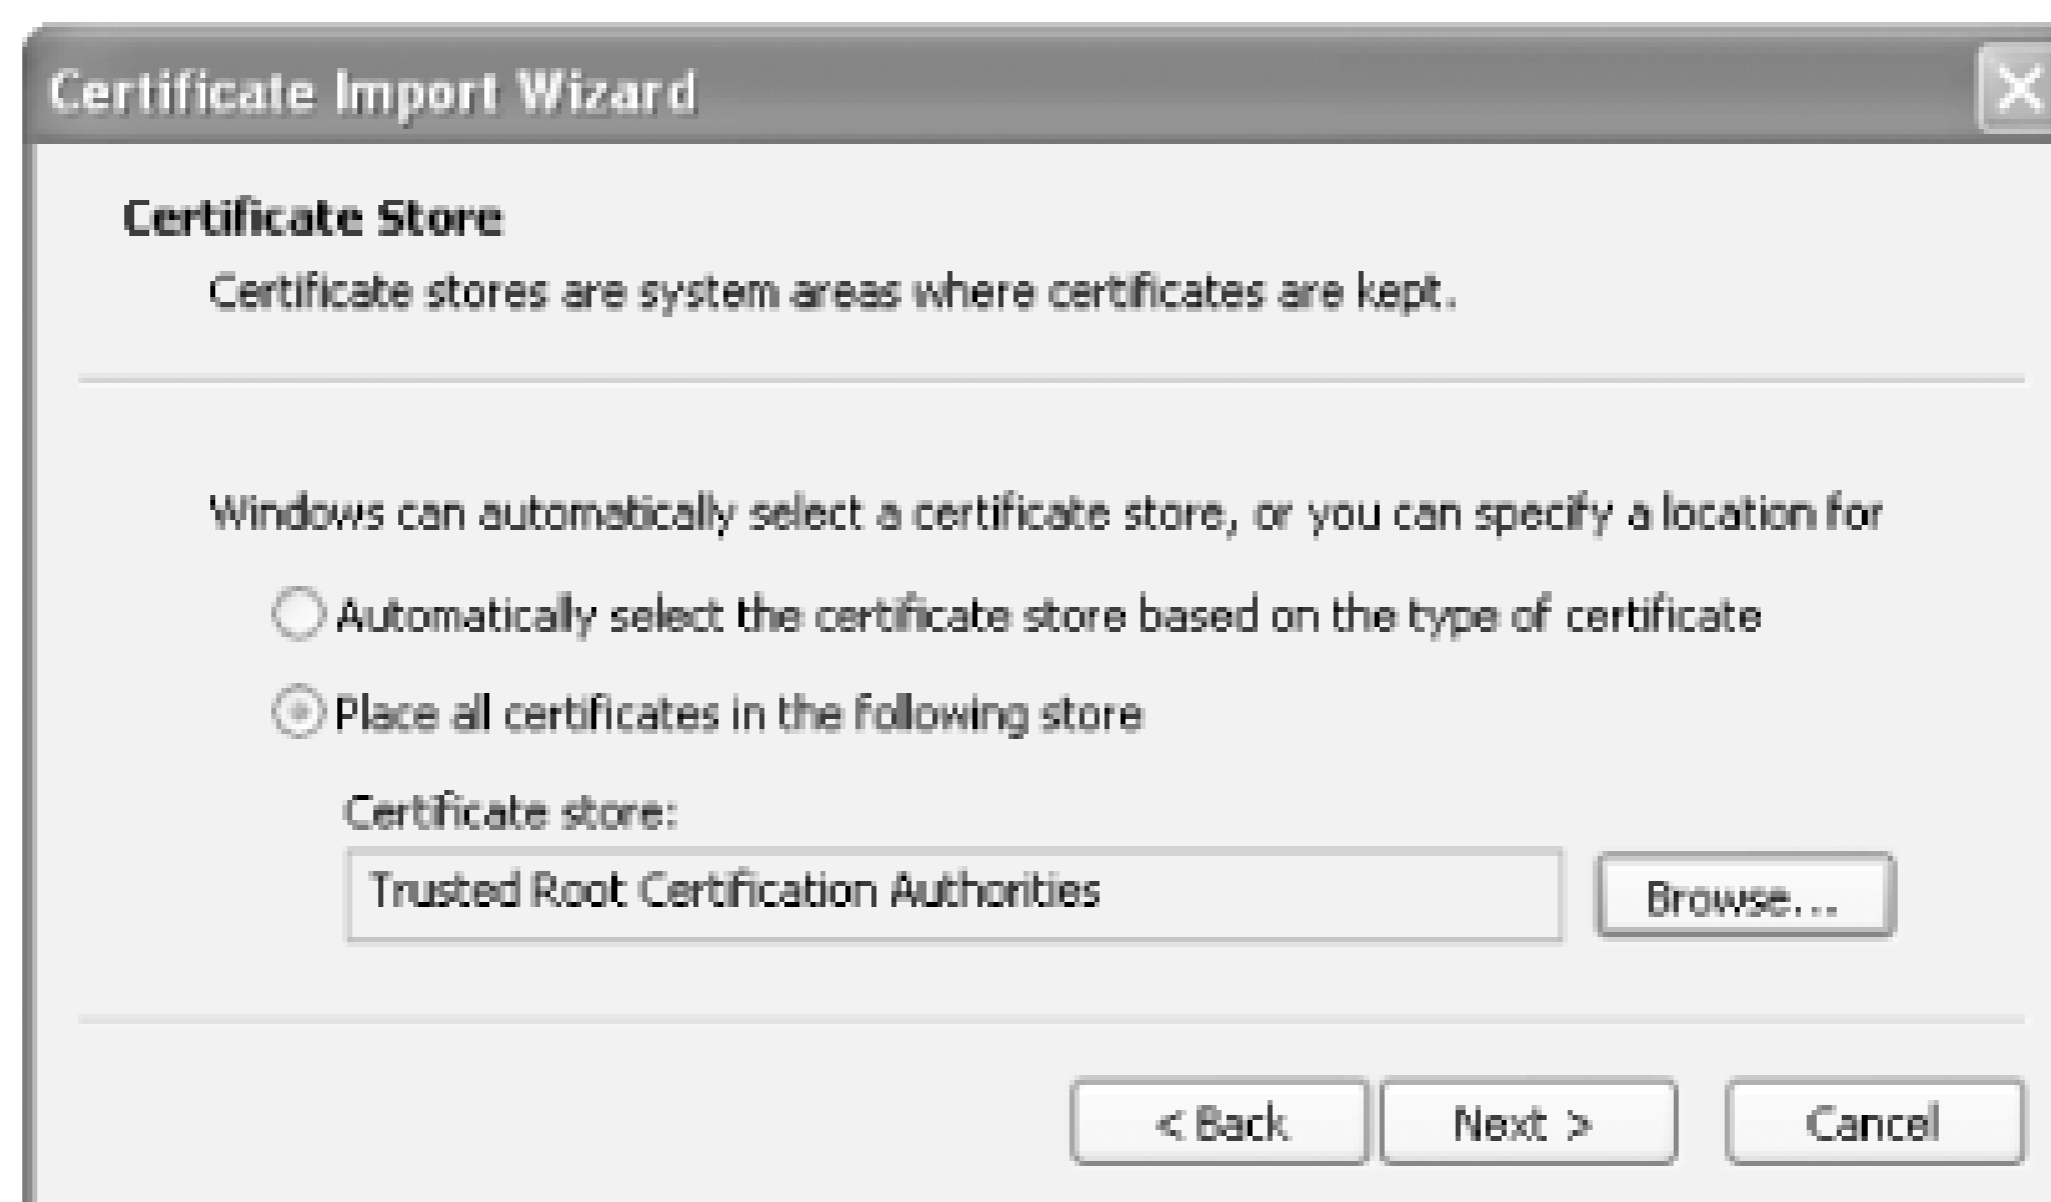 Certificate Import Wizard
Certificate Store
Certificate stores are system areas where certificates are kept.
Windows can automatically select a certificate store, or you can specify a location for
Automatically select the certificate store based on the type of certificate
Place all certificates in the following store
Certificate store:
Trusted Root Certification Authorities
Browse...
< Back
Next >
Cancel